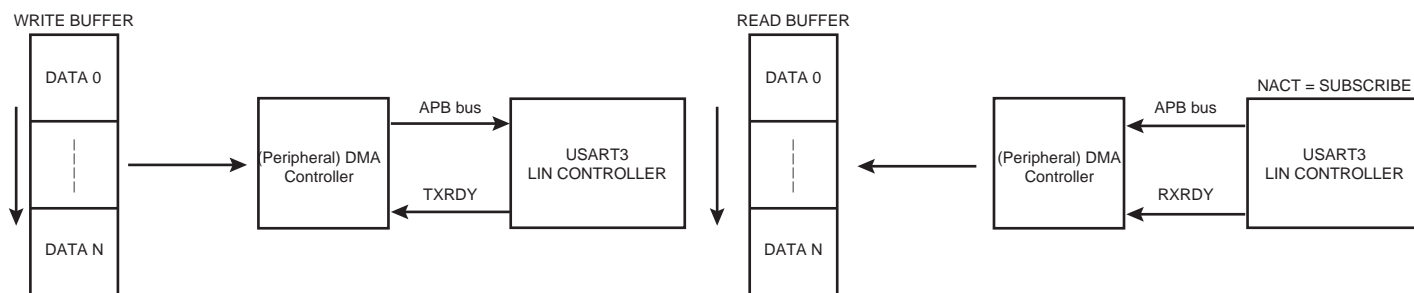 WRITE BUFFER
DATA 0
DATA N
(Peripheral) DMA
Controller
APB bus
TXRDY
USART3
LIN CONTROLLER
READ BUFFER
DATA 0
DATA N
(Peripheral) DMA
Controller
APB bus
RXRDY
NACT = SUBSCRIBE
USART3
LIN CONTROLLER